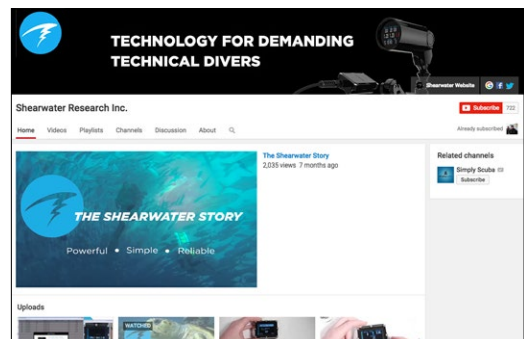 TECHNOLOGY FOR DEMANDING
TECHNICAL DIVERS
Shearwater Website
Shearwater Research Inc.
Subscribe 722
Home Videos Playlists Channels Discussion About
Already subscribed
The Shearwater Story
2,035 views 7 months ago
THE SHEARWATER STORY
Powerful • Simple • Reliable
Related channels
Simply Scuba
Subscribe
Uploads
WATCHED